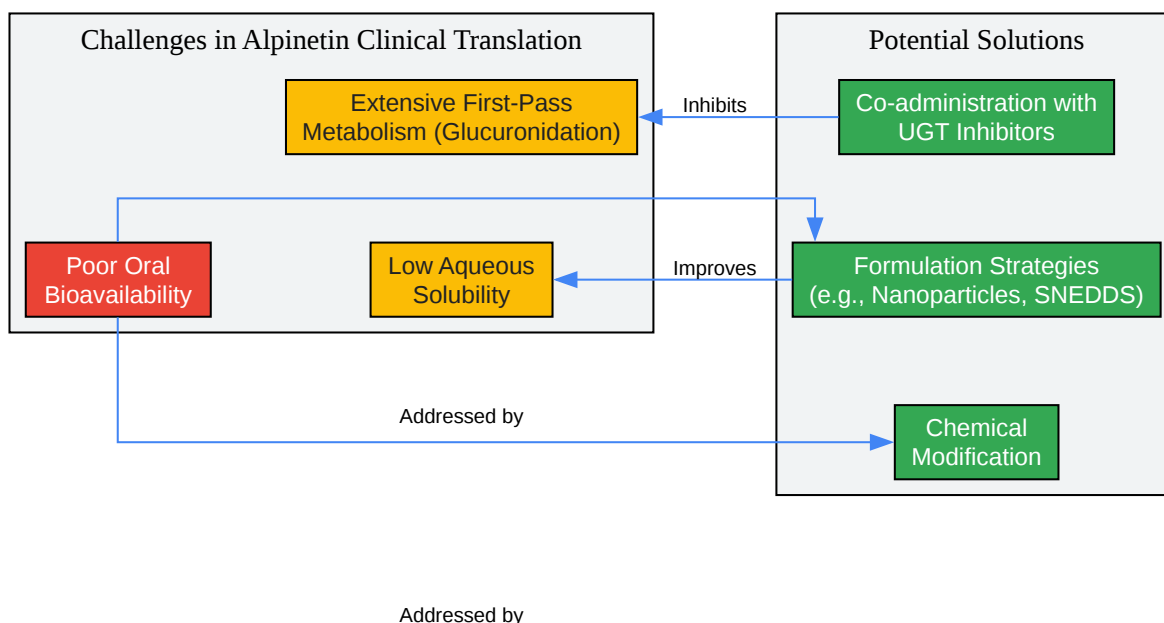 Challenges in Alpinetin Clinical Translation
Potential Solutions
Extensive First-Pass
Metabolism (Glucuronidation)
Inhibits
Co-administration with
UGT Inhibitors
Poor Oral
Bioavailability
Low Aqueous
Solubility
Improves
Formulation Strategies
(e.g., Nanoparticles, SNEDDS)
Addressed by
Chemical
Modification
Addressed by